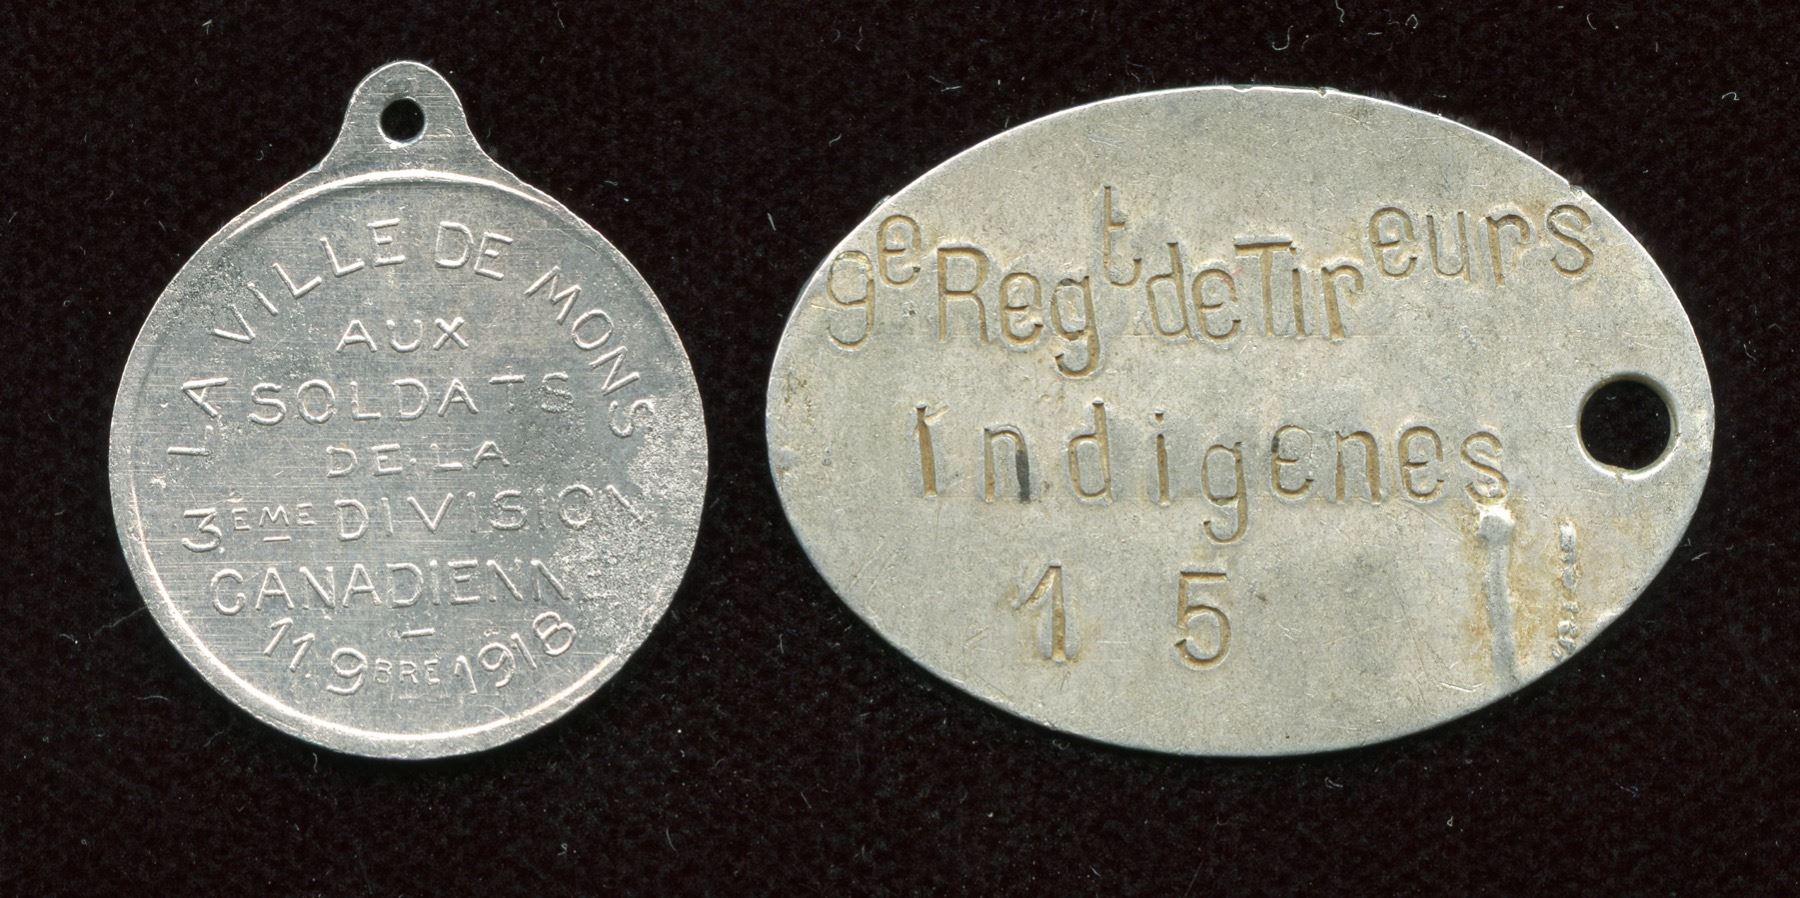 LA VILLE DE MONS
AUX
SOLDATS
DE·LA
3ÈME DIVISION
CANADIENN
11.9BRE 1918
9e Regt de Tireurs
Indigenes
15